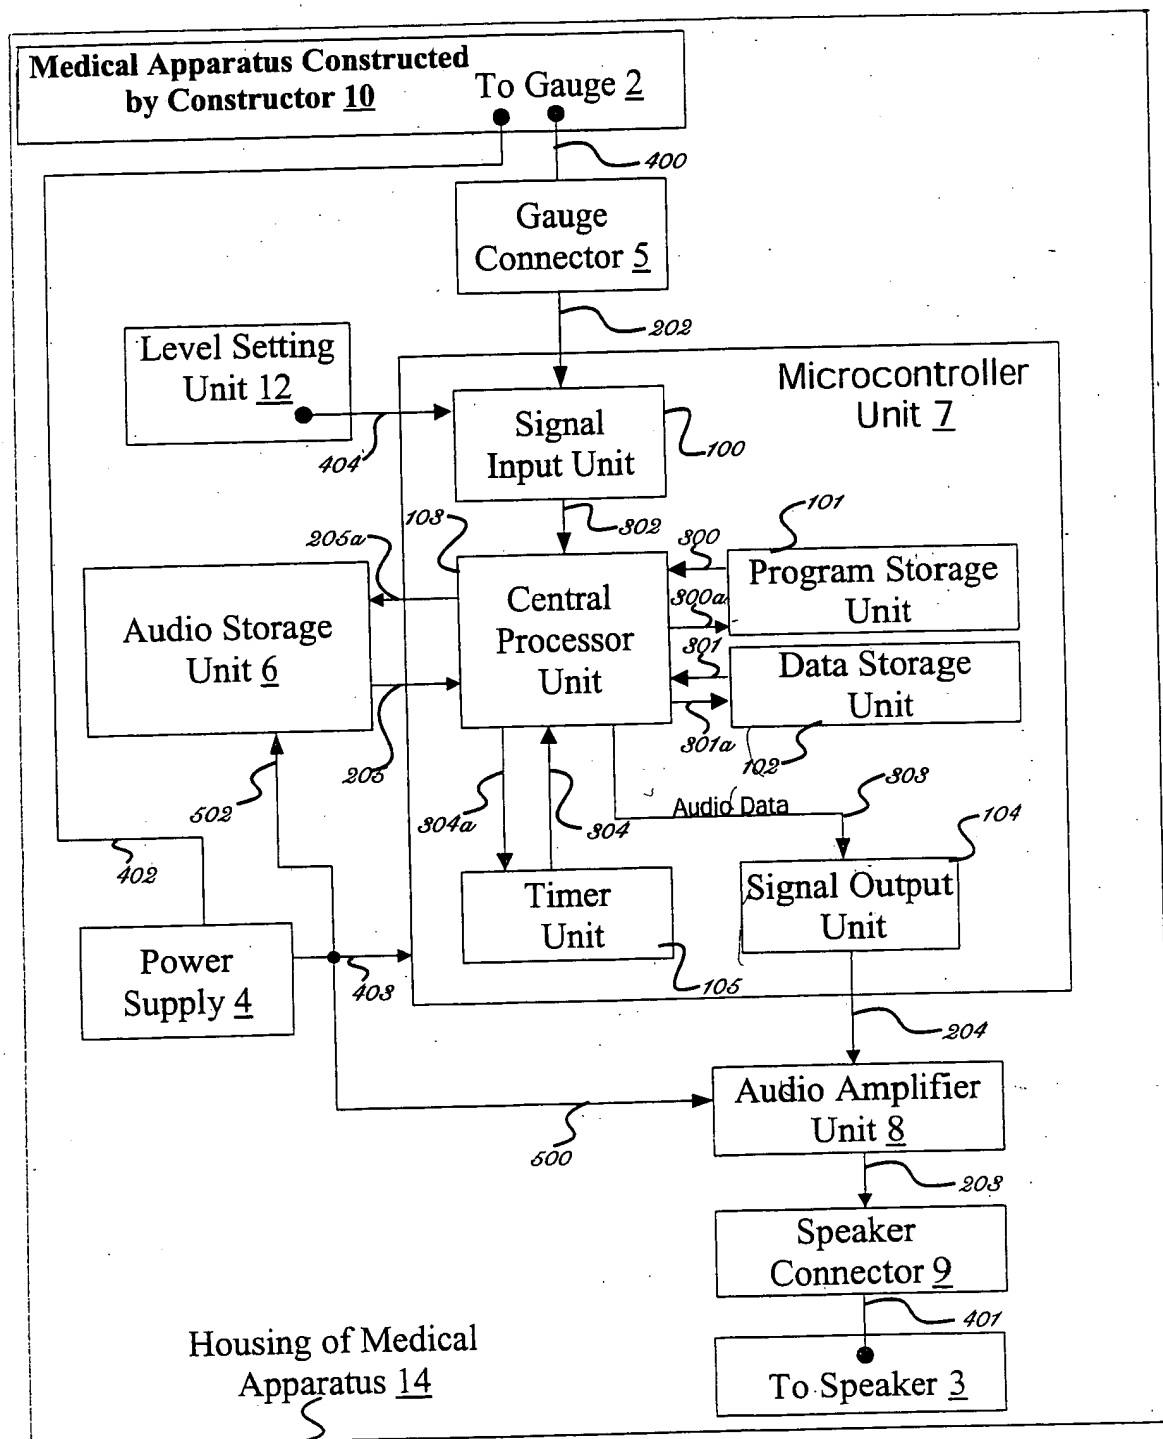 Medical Apparatus Constructed
by Constructor 10
To Gauge 2
400
Gauge
Connector 5
202
Level Setting
Unit 12
404
Microcontroller
Unit 7
Signal
Input Unit
100
302
103
205a
101
300
Program Storage
Unit
300a
Central
Processor
Unit
Audio Storage
Unit 6
301
Data Storage
Unit
301a
102
205
502
304a
304
Audio Data
303
104
402
Timer
Unit
Signal Output
Unit
Power
Supply 4
403
105
204
Audio Amplifier
Unit 8
500
203
Speaker
Connector 9
401
To Speaker 3
Housing of Medical
Apparatus 14